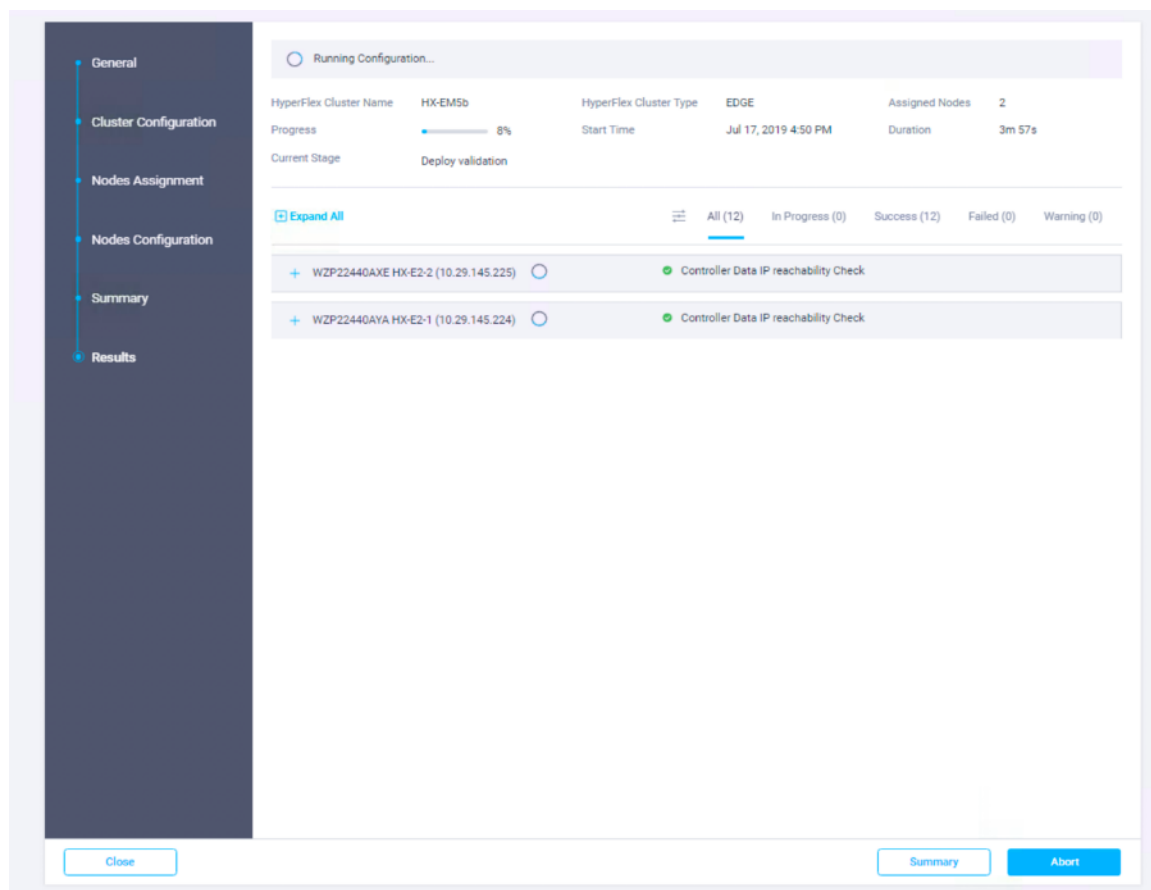 General
Cluster Configuration
Nodes Assignment
Nodes Configuration
Summary
Results
Running Configuration...
HyperFlex Cluster Name HX-EM5b HyperFlex Cluster Type EDGE Assigned Nodes 2
Progress 8% Start Time Jul 17, 2019 4:50 PM Duration 3m 57s
Current Stage Deploy validation
Expand All All (12) In Progress (0) Success (12) Failed (0) Warning (0)
+ WZP22440AXE HX-E2-2 (10.29.145.225) Controller Data IP reachability Check
+ WZP22440AYA HX-E2-1 (10.29.145.224) Controller Data IP reachability Check
Close Summary Abort